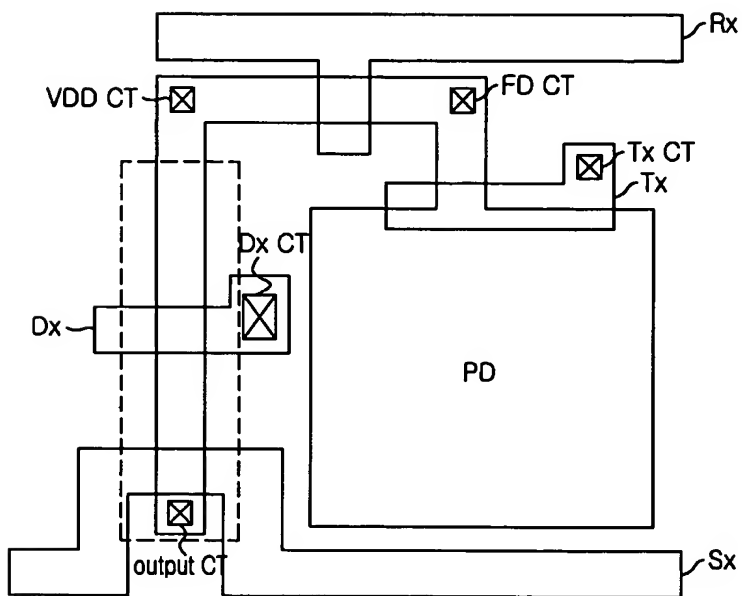 Rx
VDD CT
FD CT
Tx CT
Tx
Dx CT
Dx
PD
output CT
Sx